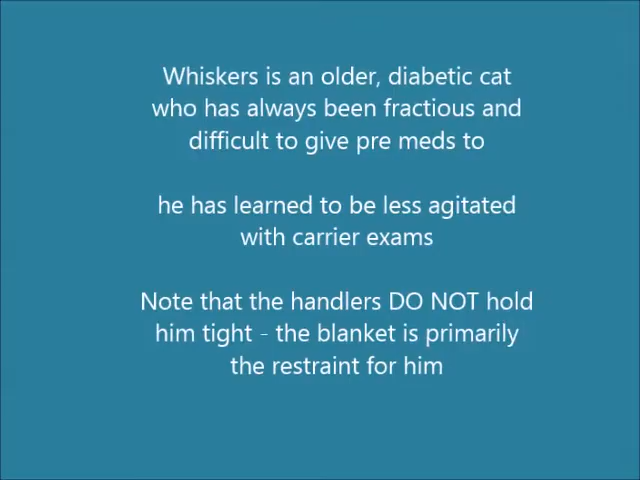 Whiskers is an older, diabetic cat
who has always been fractious and
difficult to give pre meds to
he has learned to be less agitated
with carrier exams
Note that the handlers DO NOT hold
him tight - the blanket is primarily
the restraint for him